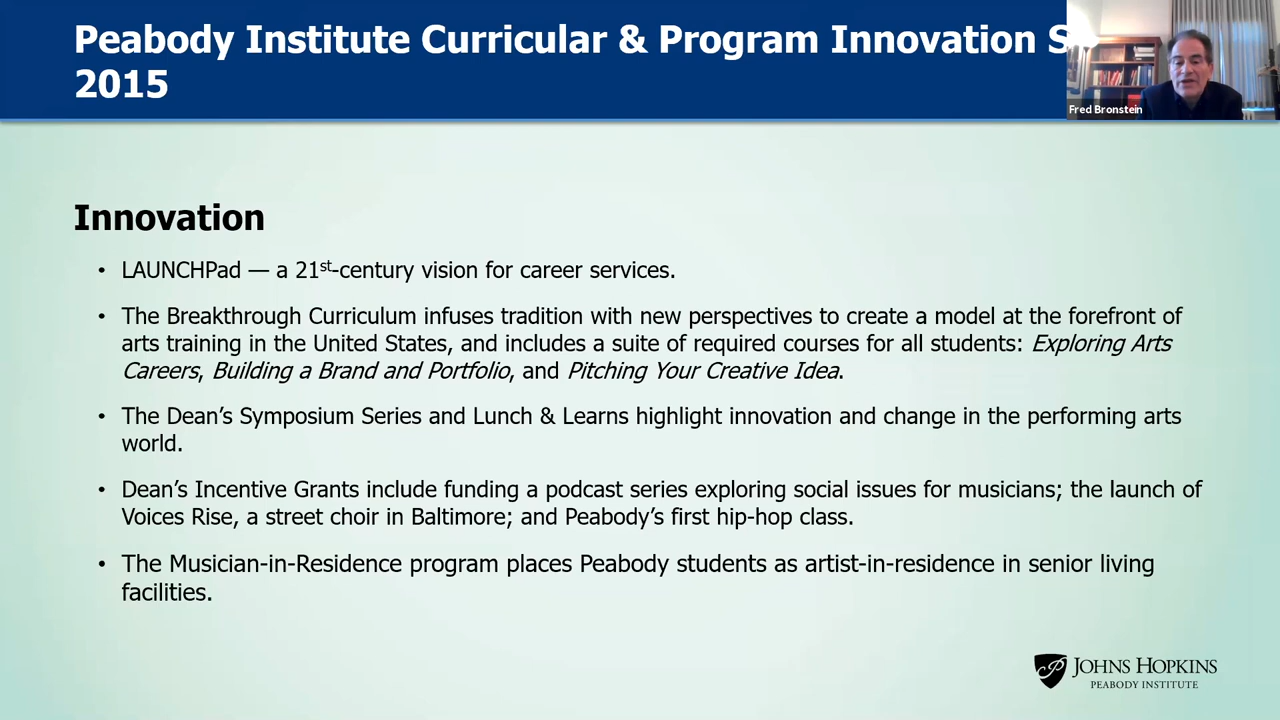 Peabody Institute Curricular & Program Innovation
2015
Fred Bronstein
Innovation
• LAUNCHPad — a 21st-century vision for career services.
• The Breakthrough Curriculum infuses tradition with new perspectives to create a model at the forefront of
arts training in the United States, and includes a suite of required courses for all students: Exploring Arts
Careers, Building a Brand and Portfolio, and Pitching Your Creative Idea.
• The Dean’s Symposium Series and Lunch & Learns highlight innovation and change in the performing arts
world.
• Dean’s Incentive Grants include funding a podcast series exploring social issues for musicians; the launch of
Voices Rise, a street choir in Baltimore; and Peabody’s first hip-hop class.
• The Musician-in-Residence program places Peabody students as artist-in-residence in senior living
facilities.
JOHNS HOPKINS
PEABODY INSTITUTE